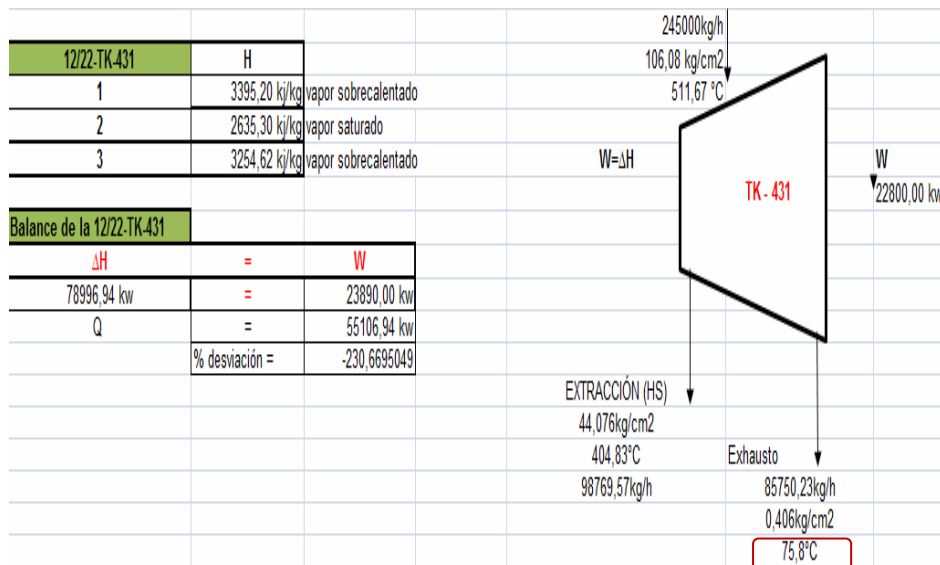 12/22-TK-431 H
1 3395,20 kj/kg vapor sobrecalentado
2 2635,30 kj/kg vapor saturado
3 3254,62 kj/kg vapor sobrecalentado
Balance de la 12/22-TK-431
ΔH = W
78996,94 kw = 23890,00 kw
Q = 55106,94 kw
% desviación = -230,6695049
245000kg/h
106,08 kg/cm2
511,67 °C
W=ΔH
TK - 431
W
22800,00 kw
EXTRACCIÓN (HS)
44,076kg/cm2
404,83°C
98769,57kg/h
Exhausto
85750,23kg/h
0,406kg/cm2
75,8°C